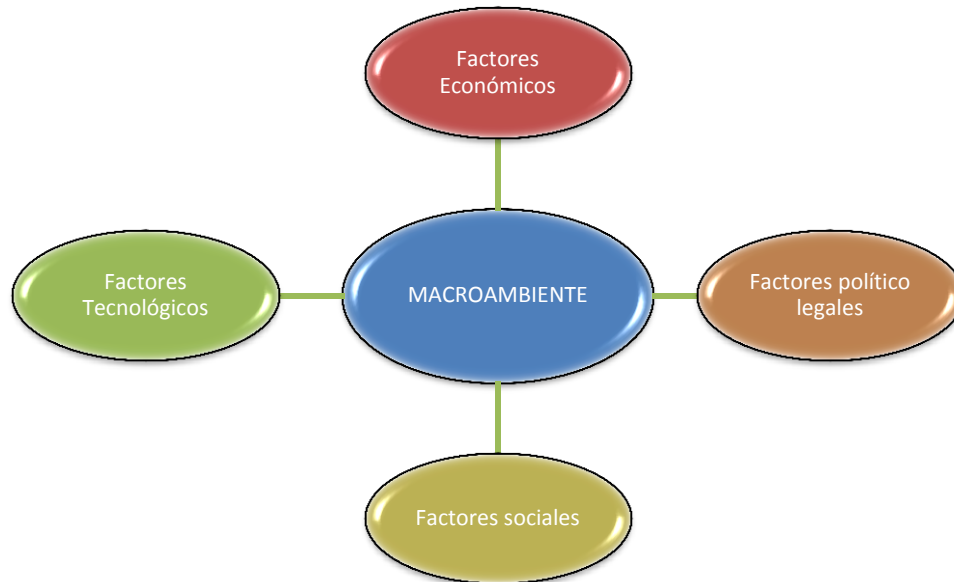 Factores
Económicos
Factores
Tecnológicos
MACROAMBIENTE
Factores político
legales
Factores sociales